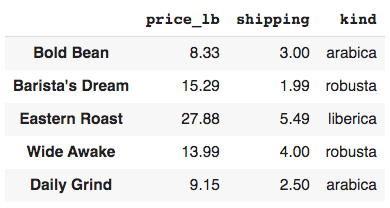 price_lb shipping kind
Bold Bean 8.33 3.00 arabica
Barista's Dream 15.29 1.99 robusta
Eastern Roast 27.88 5.49 liberica
Wide Awake 13.99 4.00 robusta
Daily Grind 9.15 2.50 arabica